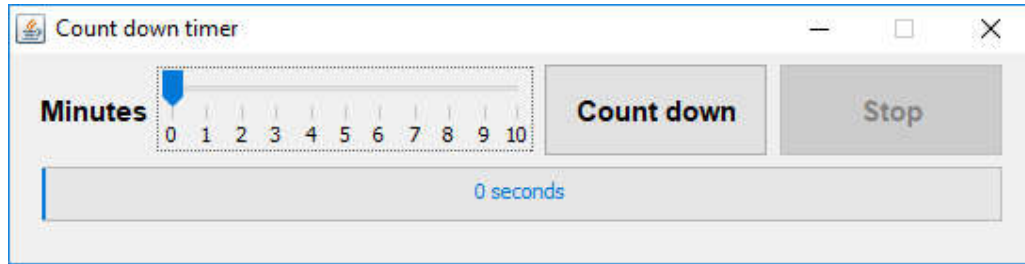 Count down timer
Minutes
0 1 2 3 4 5 6 7 8 9 10
Count down
Stop
0 seconds